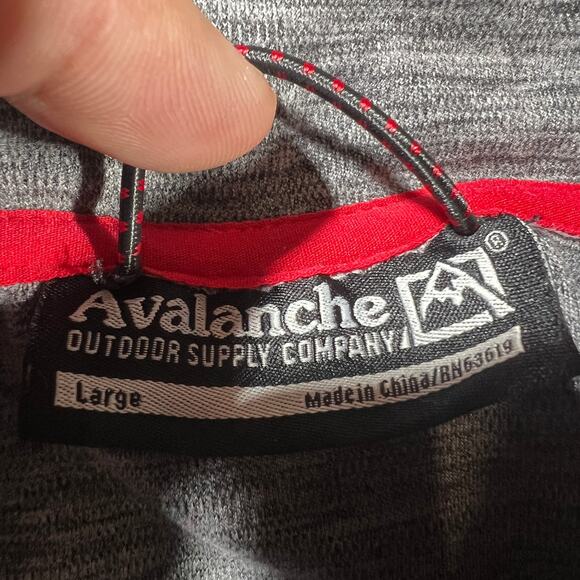 Avalanche
®
OUTDOOR SUPPLY COMPANY
Large Made in China/RN63619